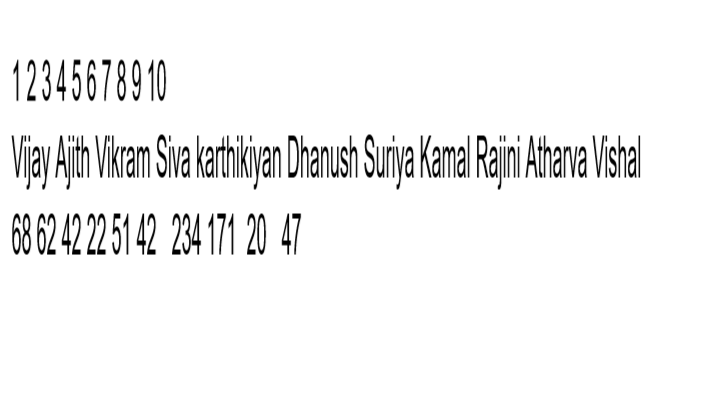 1 2 3 4 5 6 7 8 9 10
Vijay Ajith Vikram Siva karthikiyan Dhanush Suriya Kamal Rajini Atharva Vishal
68 62 42 22 51 42 234 171 20 47